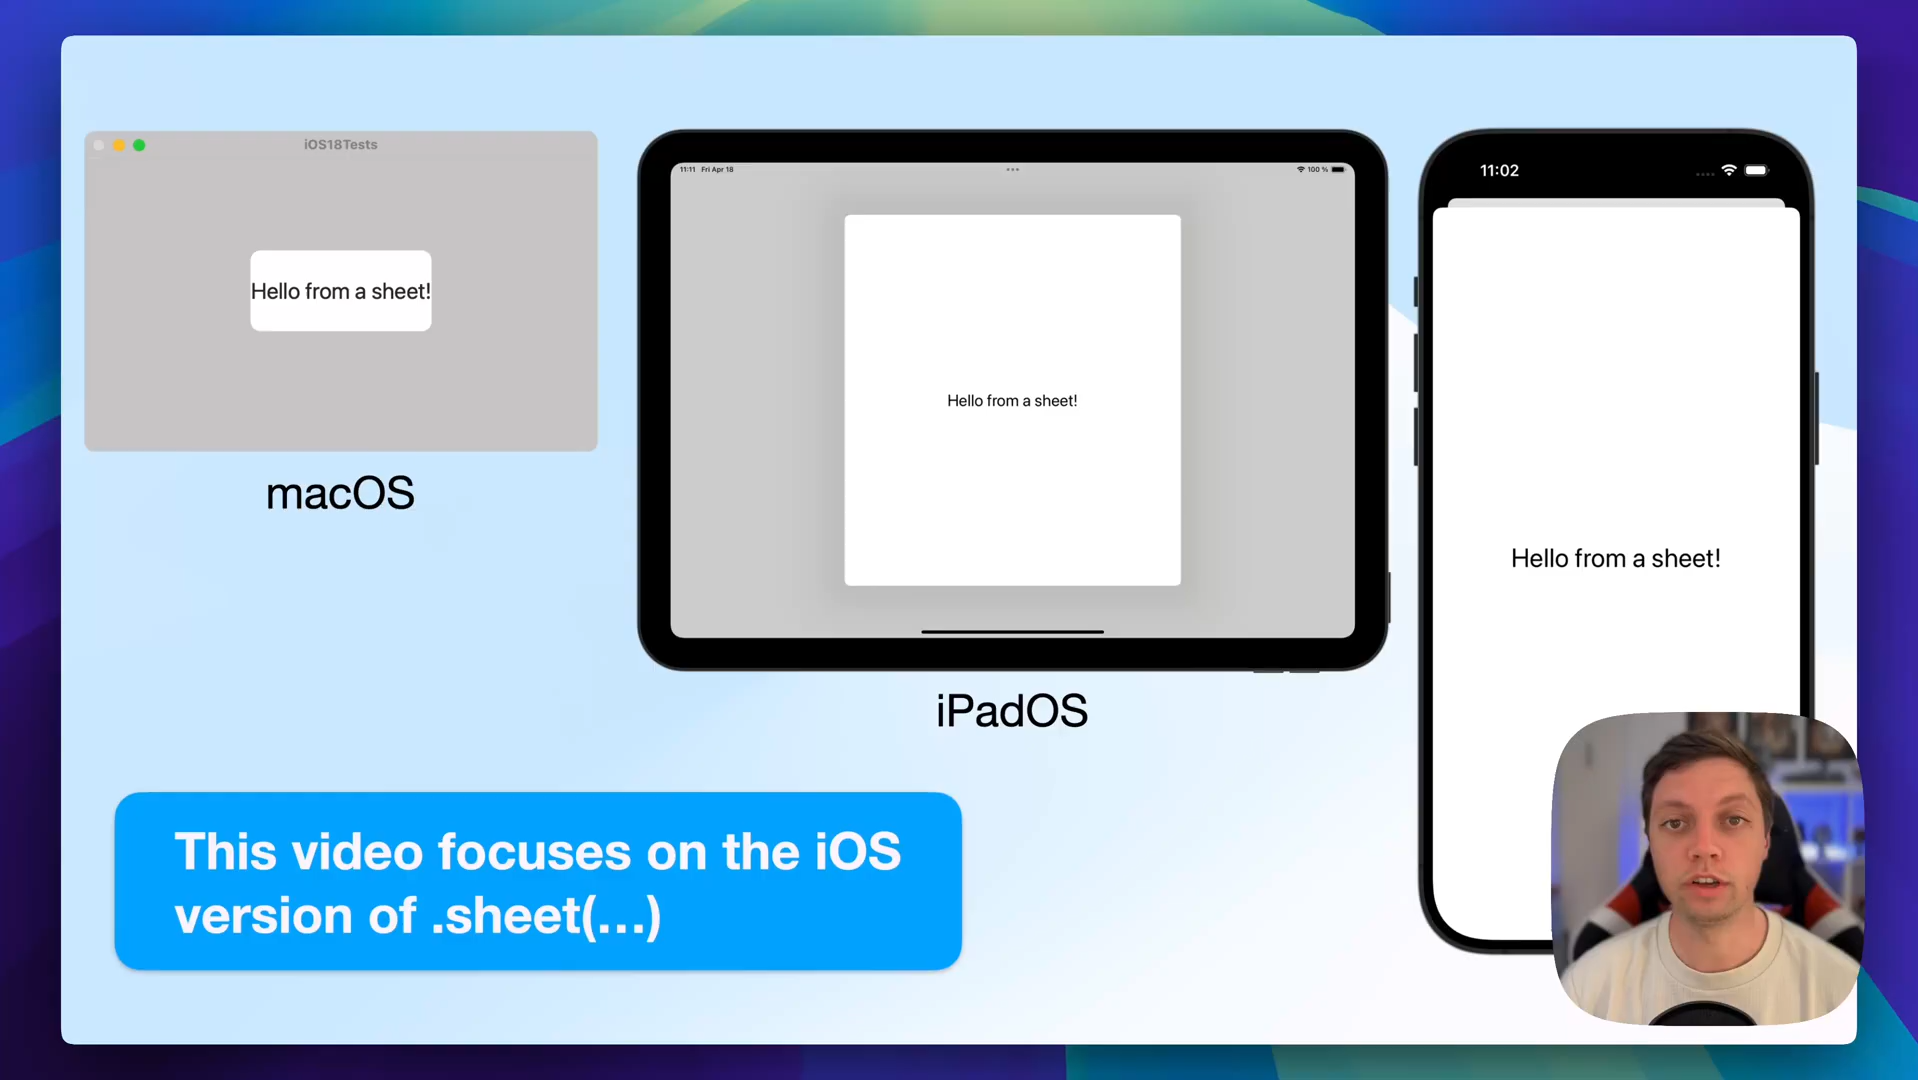 iOS18Tests
Hello from a sheet!
macOS
11:11 Fri Apr 18
100 %
Hello from a sheet!
iPadOS
11:02
Hello from a sheet!
This video focuses on the iOS
version of .sheet(...)